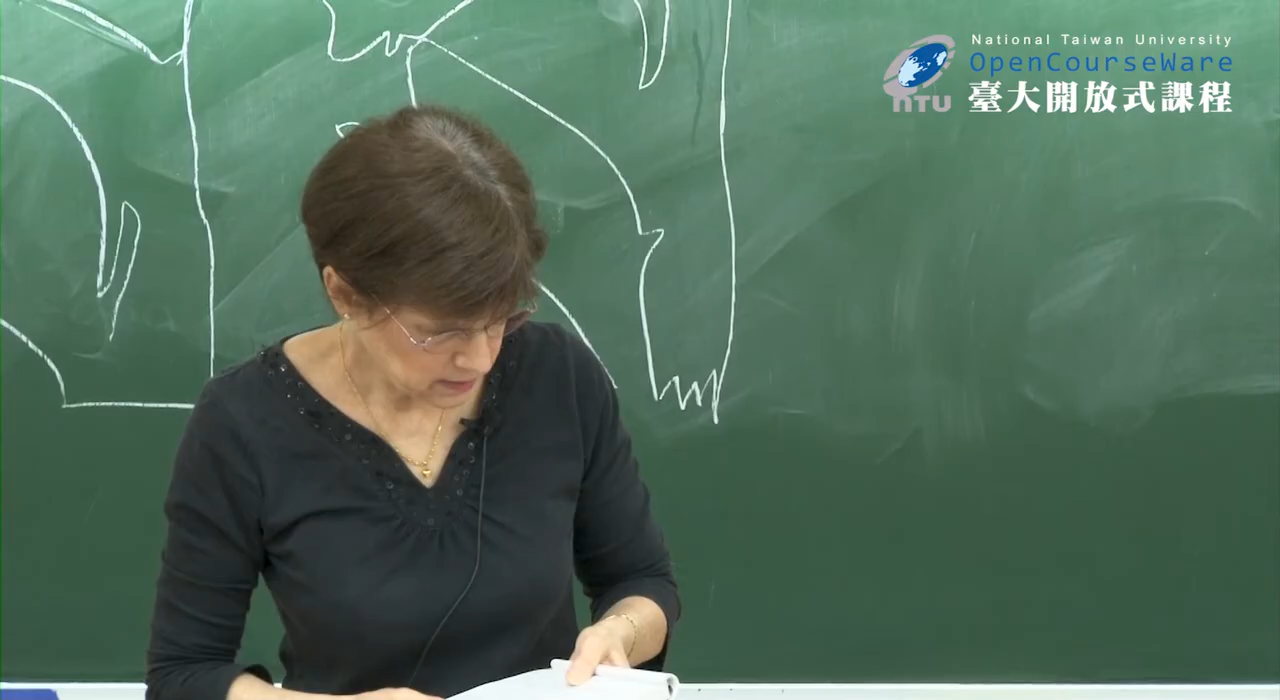 National Taiwan University
OpenCourseWare
NTU
臺大開放式課程